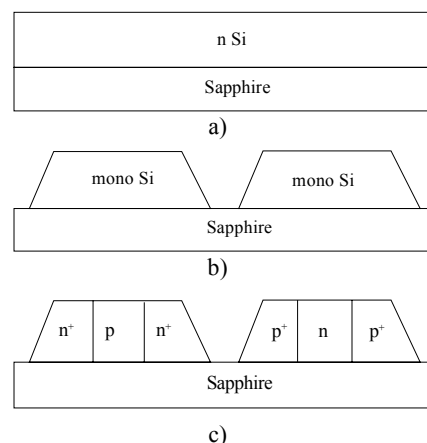 n Si
Sapphire
a)
mono Si mono Si
Sapphire
b)
n⁺ p n⁺ p⁺ n p⁺
Sapphire
c)